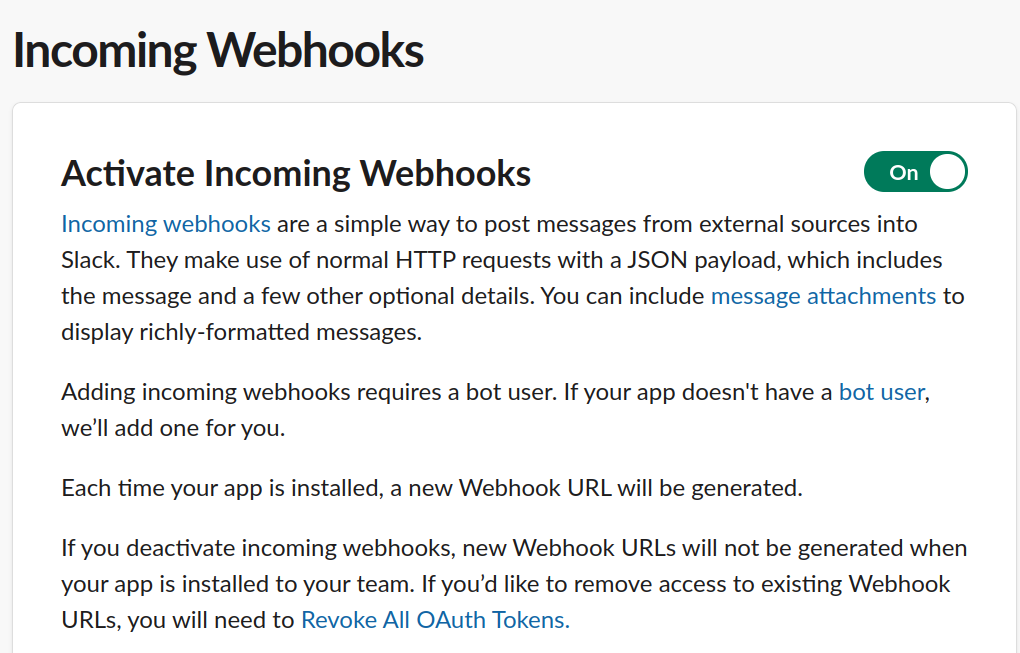 Incoming Webhooks
Activate Incoming Webhooks
On
Incoming webhooks are a simple way to post messages from external sources into
Slack. They make use of normal HTTP requests with a JSON payload, which includes
the message and a few other optional details. You can include message attachments to
display richly-formatted messages.
Adding incoming webhooks requires a bot user. If your app doesn't have a bot user,
we’ll add one for you.
Each time your app is installed, a new Webhook URL will be generated.
If you deactivate incoming webhooks, new Webhook URLs will not be generated when
your app is installed to your team. If you’d like to remove access to existing Webhook
URLs, you will need to Revoke All OAuth Tokens.